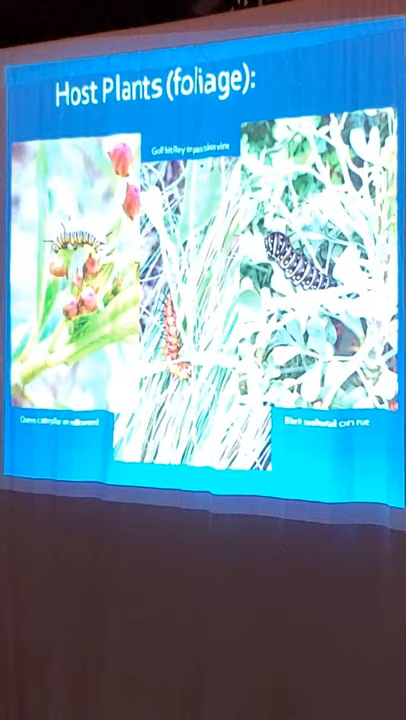 Host Plants (foliage):
Gulf fritillary on passion vine
Queen caterpillar on milkweed
Black swallowtail on rue